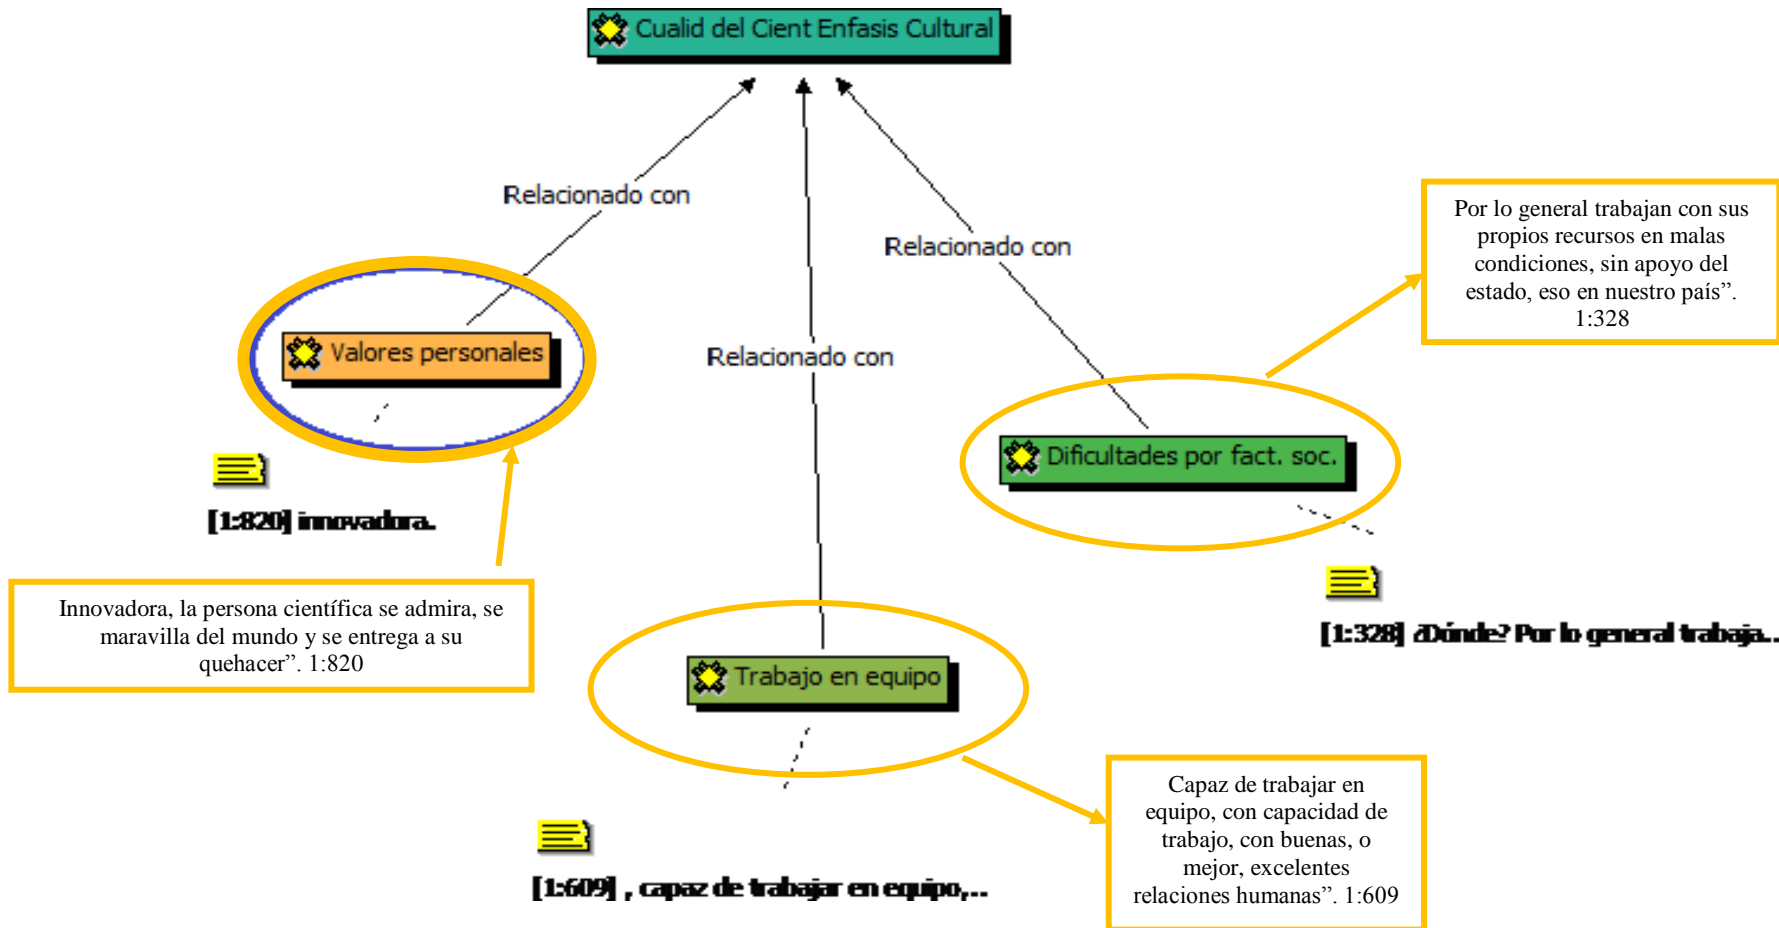 Cualid del Cient Enfasis Cultural
Relacionado con
Relacionado con
Relacionado con
Por lo general trabajan con sus
propios recursos en malas
condiciones, sin apoyo del
estado, eso en nuestro país”.
1:328
Valores personales
Dificultades por fact. soc.
[1:820] innovadora.
Innovadora, la persona científica se admira, se
maravilla del mundo y se entrega a su
quehacer”. 1:820
[1:328] ¿Dónde? Por lo general trabaja...
Trabajo en equipo
Capaz de trabajar en
equipo, con capacidad de
trabajo, con buenas, o
mejor, excelentes
relaciones humanas”. 1:609
[1:609] , capaz de trabajar en equipo,...